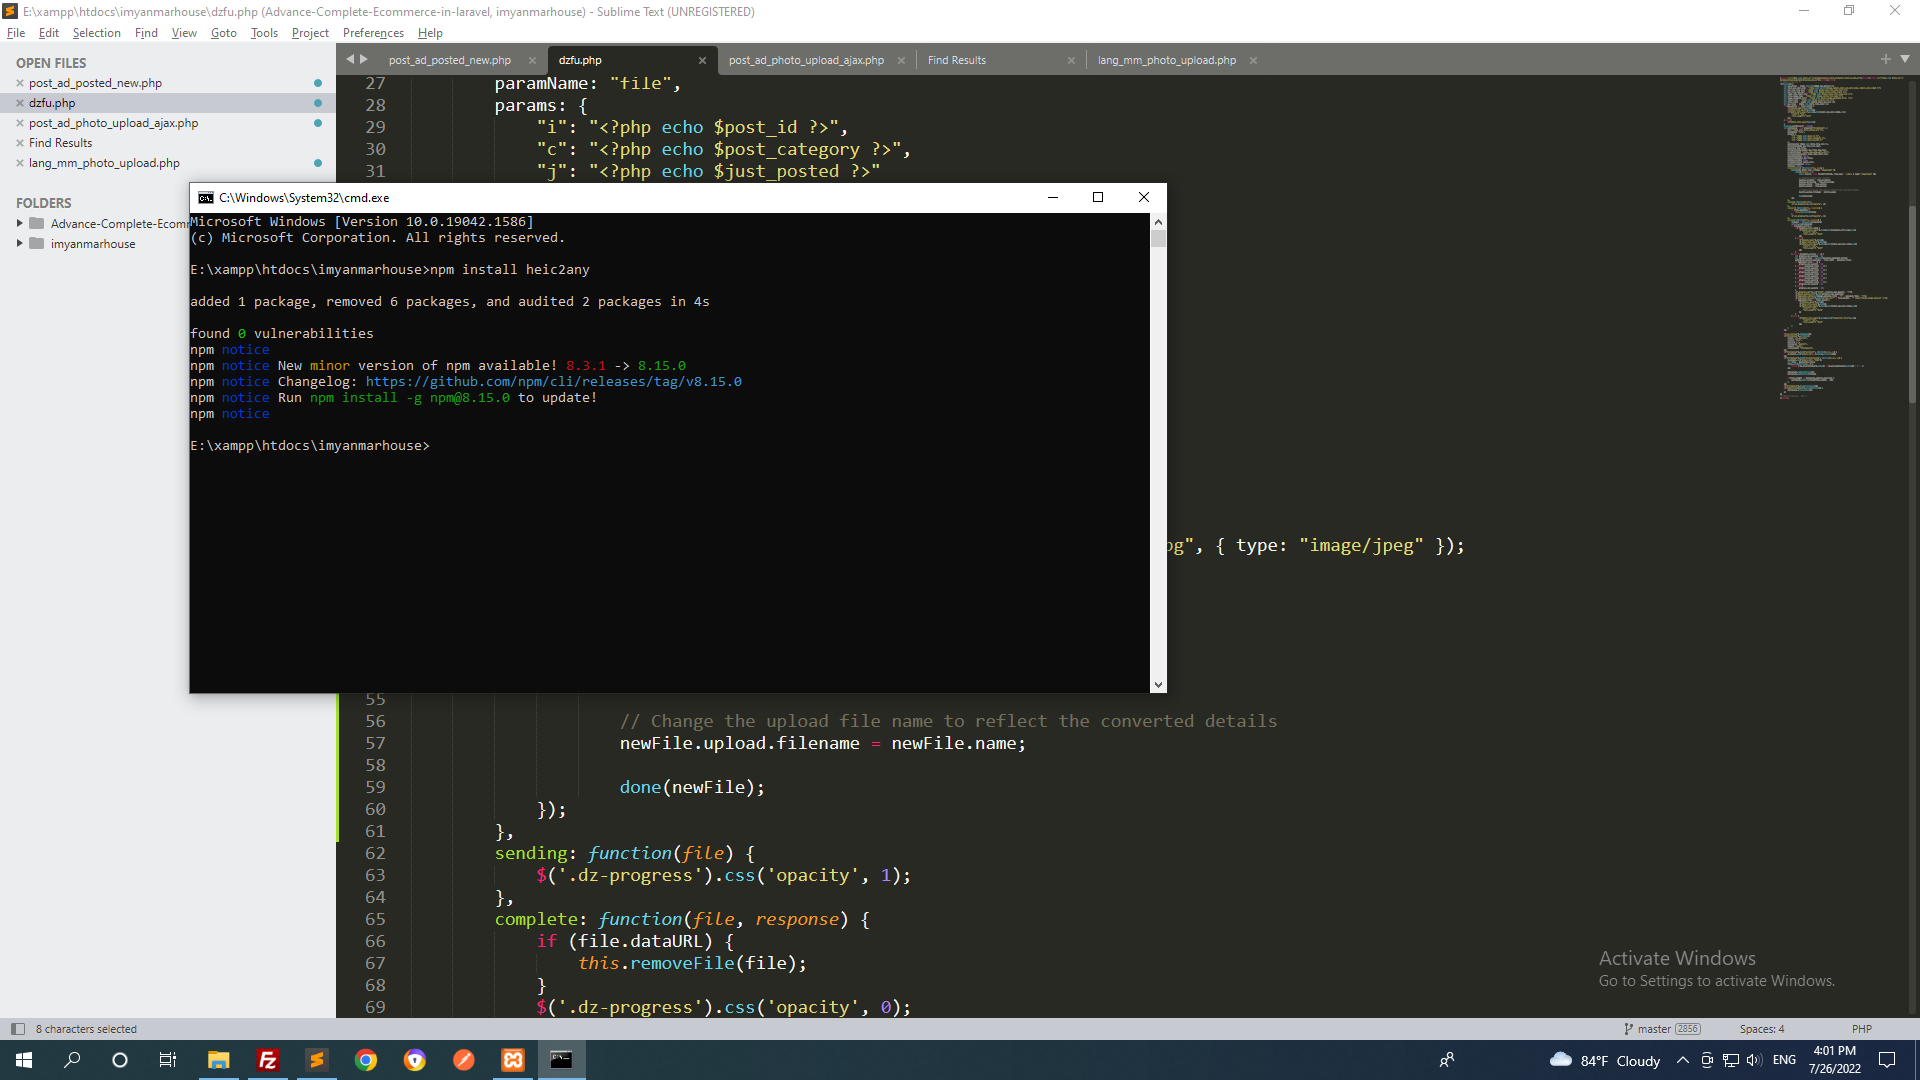 E:\xampp\htdocs\imyanmarhouse\dzfu.php (Advance-Complete-Ecommerce-in-laravel, imyanmarhouse) - Sublime Text (UNREGISTERED)
File Edit Selection Find View Goto Tools Project Preferences Help
OPEN FILES
post_ad_posted_new.php
dzfu.php
post_ad_photo_upload_ajax.php
Find Results
lang_mm_photo_upload.php
FOLDERS
Advance-Complete-Ecomm
imyanmarhouse
post_ad_posted_new.php dzfu.php post_ad_photo_upload_ajax.php Find Results lang_mm_photo_upload.php
27 paramName: "file",
28 params: {
29 "i": "<?php echo $post_id ?>",
30 "c": "<?php echo $post_category ?>",
31 "j": "<?php echo $just_posted ?>"
C:\Windows\System32\cmd.exe
Microsoft Windows [Version 10.0.19042.1586]
(c) Microsoft Corporation. All rights reserved.
E:\xampp\htdocs\imyanmarhouse>npm install heic2any
added 1 package, removed 6 packages, and audited 2 packages in 4s
found 0 vulnerabilities
npm notice
npm notice New minor version of npm available! 8.3.1 -> 8.15.0
npm notice Changelog: https://github.com/npm/cli/releases/tag/v8.15.0
npm notice Run npm install -g npm@8.15.0 to update!
npm notice
E:\xampp\htdocs\imyanmarhouse>
pg", { type: "image/jpeg" });
55
56 // Change the upload file name to reflect the converted details
57 newFile.upload.filename = newFile.name;
58
59 done(newFile);
60 });
61 },
62 sending: function(file) {
63 $('.dz-progress').css('opacity', 1);
64 },
65 complete: function(file, response) {
66 if (file.dataURL) {
67 this.removeFile(file);
68 }
69 $('.dz-progress').css('opacity', 0);
Activate Windows
Go to Settings to activate Windows.
8 characters selected master 2856 Spaces: 4 PHP
84°F Cloudy ENG 4:01 PM
7/26/2022